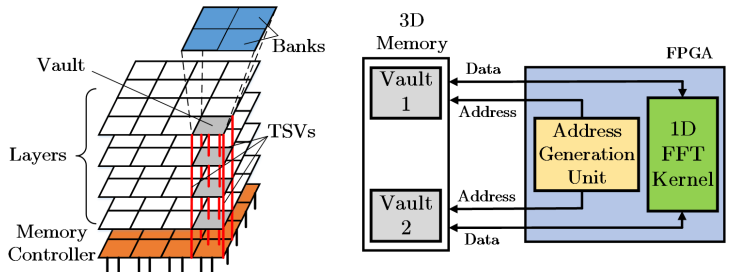 Banks
Vault
TSVs
Layers
Memory
Controller
3D
Memory
Vault
1
Vault
2
Data
Address
Address
Data
FPGA
Address
Generation
Unit
1D
FFT
Kernel